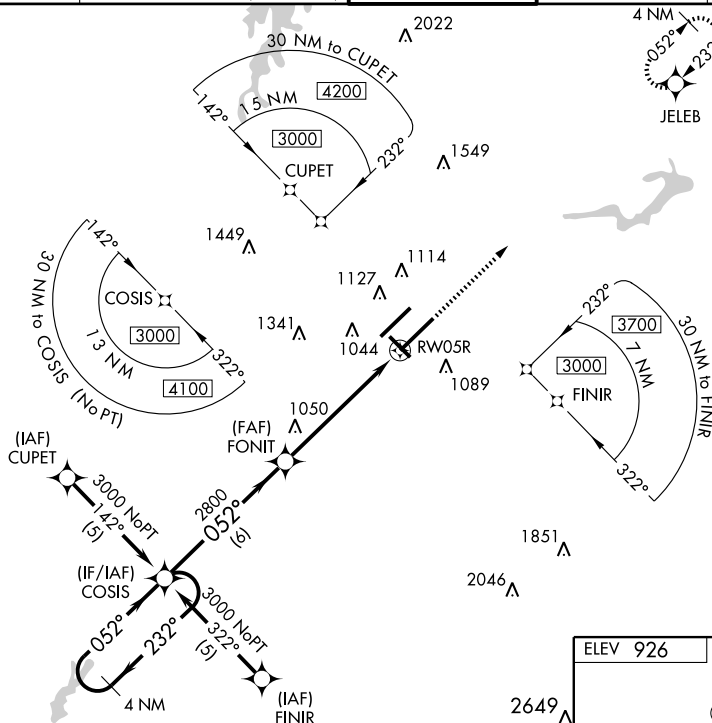 2022
4 NM
052°
232°
JELEB
30 NM to CUPET
4200
142°
15 NM
3000
232°
CUPET
1549
1449
142°
COSIS
3000
13 NM
322°
4100
30 NM to COSIS (NoPT)
1114
1127
1341
1044
RW05R
1089
232°
3700
3000
7 NM
FINIR
322°
30 NM to FINIR
1050
(FAF)
FONIT
(IAF)
CUPET
3000 NoPT
142°
(5)
2800
052°
(6)
(IF/IAF)
COSIS
3000 NoPT
322°
(5)
052°
232°
4 NM
(IAF)
FINIR
1851
2046
2649
ELEV 926